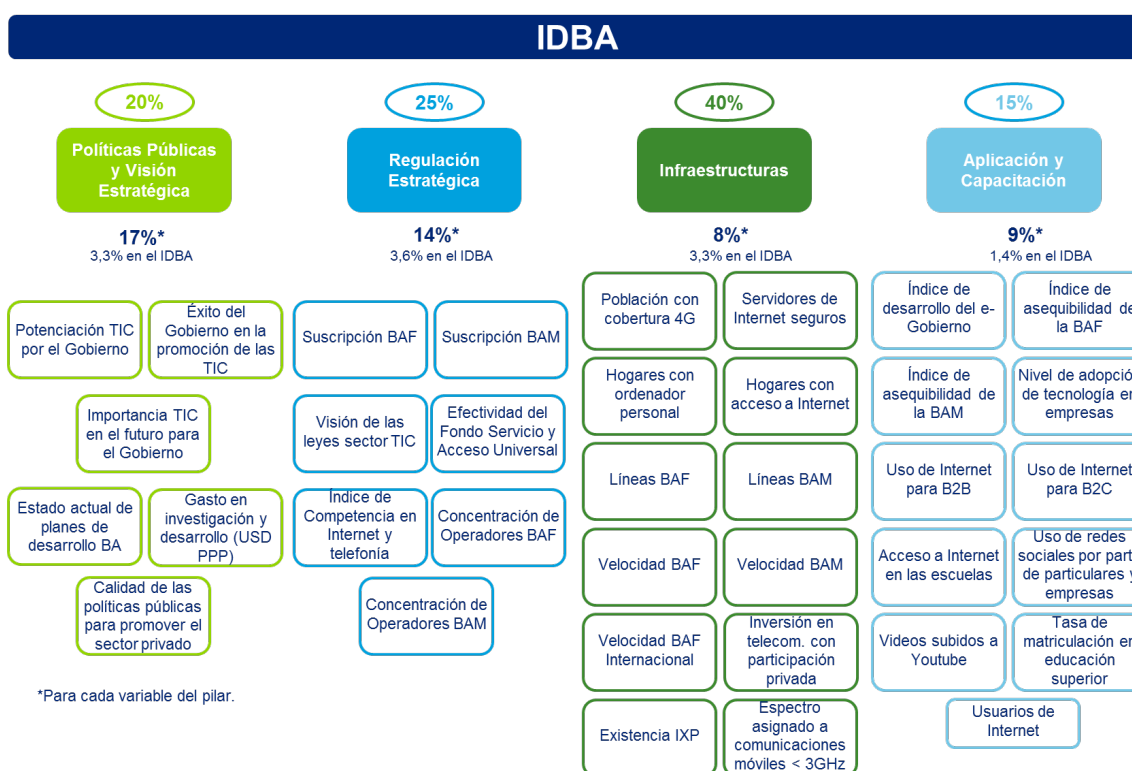 IDBA
20%
Políticas Públicas
y Visión
Estratégica
17%*
3,3% en el IDBA
Potenciación TIC
por el Gobierno
Éxito del
Gobierno en la
promoción de las
TIC
Importancia TIC
en el futuro para
el Gobierno
Estado actual de
planes de
desarrollo BA
Gasto en
investigación y
desarrollo (USD
PPP)
Calidad de las
políticas públicas
para promover el
sector privado
*Para cada variable del pilar.
25%
Regulación
Estratégica
14%*
3,6% en el IDBA
Suscripción BAF
Suscripción BAM
Visión de las
leyes sector TIC
Efectividad del
Fondo Servicio y
Acceso Universal
Índice de
Competencia en
Internet y
telefonía
Concentración de
Operadores BAF
Concentración de
Operadores BAM
40%
Infraestructuras
8%*
3,3% en el IDBA
Población con
cobertura 4G
Servidores de
Internet seguros
Hogares con
ordenador
personal
Hogares con
acceso a Internet
Líneas BAF
Líneas BAM
Velocidad BAF
Velocidad BAM
Velocidad BAF
Internacional
Inversión en
telecom. con
participación
privada
Existencia IXP
Espectro
asignado a
comunicaciones
móviles < 3GHz
15%
Aplicación y
Capacitación
9%*
1,4% en el IDBA
Índice de
desarrollo del e-
Gobierno
Índice de
asequibilidad de
la BAF
Índice de
asequibilidad de
la BAM
Nivel de adopción
de tecnología en
empresas
Uso de Internet
para B2B
Uso de Internet
para B2C
Acceso a Internet
en las escuelas
Uso de redes
sociales por parte
de particulares y
empresas
Videos subidos a
Youtube
Tasa de
matriculación en
educación
superior
Usuarios de
Internet